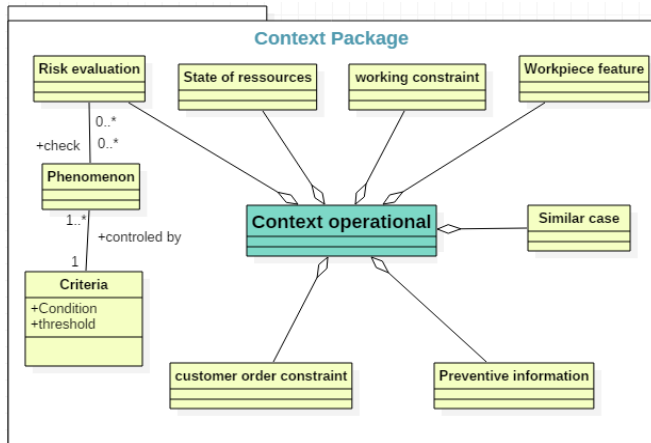 Context Package
Risk evaluation
State of ressources
working constraint
Workpiece feature
0..*
+check
0..*
Phenomenon
1..*
+controled by
1
Criteria
+Condition
+threshold
Context operational
Similar case
customer order constraint
Preventive information